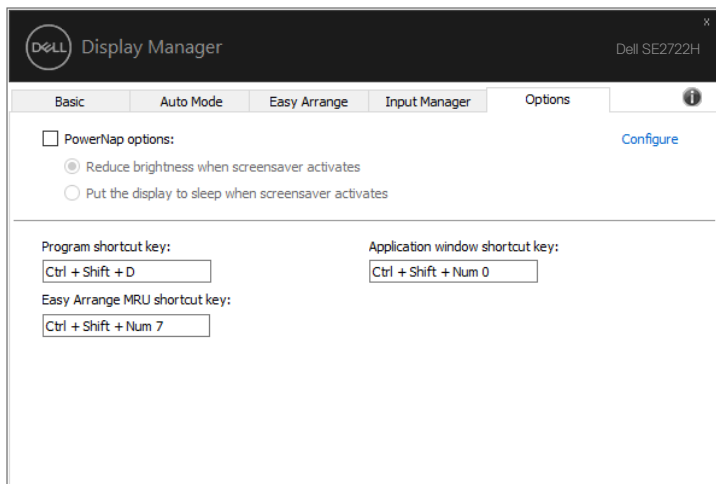 x
DELL Display Manager
Dell SE2722H
Basic Auto Mode Easy Arrange Input Manager Options
PowerNap options:
Configure
Reduce brightness when screensaver activates
Put the display to sleep when screensaver activates
Program shortcut key:
Application window shortcut key:
Ctrl + Shift + D
Ctrl + Shift + Num 0
Easy Arrange MRU shortcut key:
Ctrl + Shift + Num 7